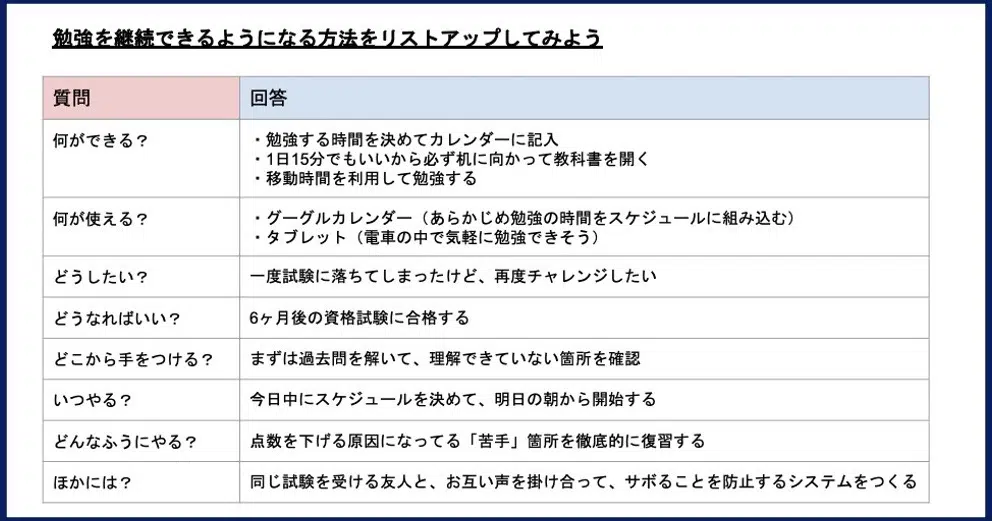 勉強を継続できるようになる方法をリストアップしてみよう
質問
回答
何ができる？
・勉強する時間を決めてカレンダーに記入
・1日15分でもいいから必ず机に向かって教科書を開く
・移動時間を利用して勉強する
何が使える？
・グーグルカレンダー（あらかじめ勉強の時間をスケジュールに組み込む）
・タブレット（電車の中で気軽に勉強できそう）
どうしたい？
一度試験に落ちてしまったけど、再度チャレンジしたい
どうなればいい？
6ヶ月後の資格試験に合格する
どこから手をつける？
まずは過去問を解いて、理解できていない箇所を確認
いつやる？
今日中にスケジュールを決めて、明日の朝から開始する
どんなふうにやる？
点数を下げる原因になってる「苦手」箇所を徹底的に復習する
ほかには？
同じ試験を受ける友人と、お互い声を掛け合って、サボることを防止するシステムをつくる